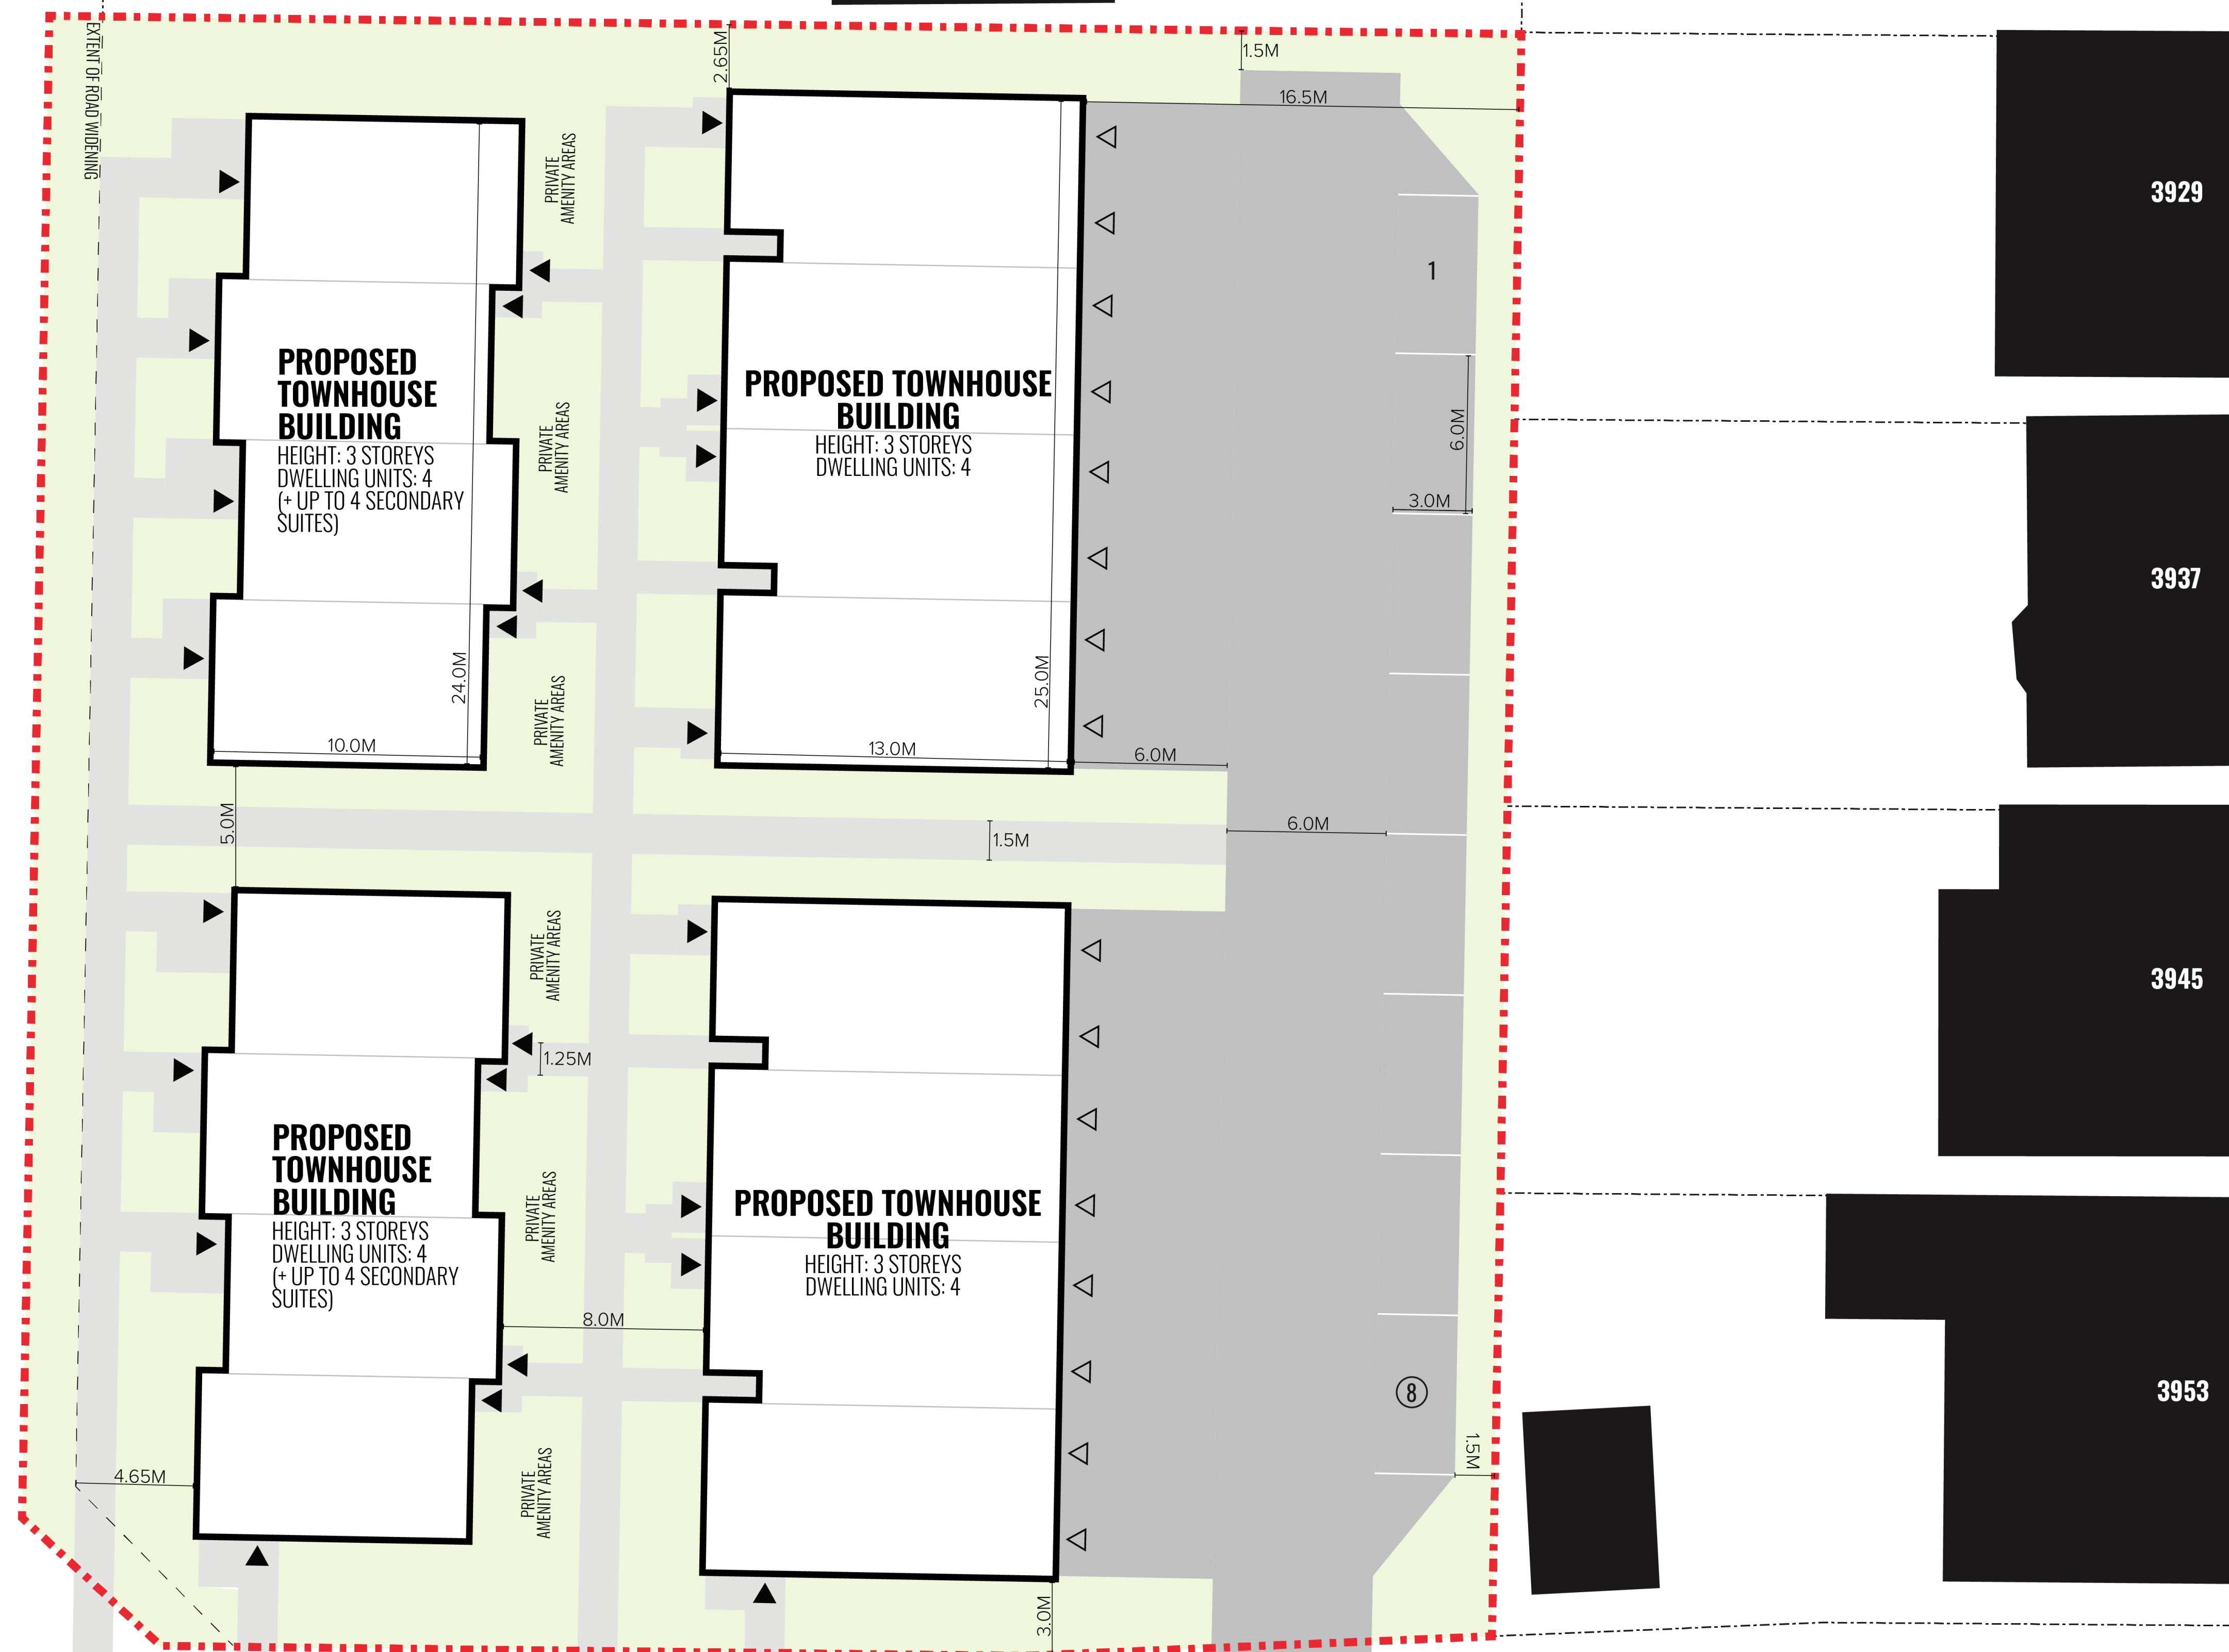 EXTENT OF ROAD WIDENING
2.65M
1.5M
16.5M
PRIVATE
AMENITY AREAS
3929
1
PROPOSED
TOWNHOUSE
BUILDING
HEIGHT: 3 STOREYS
DWELLING UNITS: 4
(+ UP TO 4 SECONDARY
SUITES)
PROPOSED TOWNHOUSE
BUILDING
HEIGHT: 3 STOREYS
DWELLING UNITS: 4
PRIVATE
AMENITY AREAS
6.0M
3.0M
3937
24.0M
25.0M
PRIVATE
AMENITY AREAS
10.0M
13.0M
6.0M
5.0M
1.5M
6.0M
PRIVATE
AMENITY AREAS
3945
1.25M
PROPOSED
TOWNHOUSE
BUILDING
HEIGHT: 3 STOREYS
DWELLING UNITS: 4
(+ UP TO 4 SECONDARY
SUITES)
PRIVATE
AMENITY AREAS
PROPOSED TOWNHOUSE
BUILDING
HEIGHT: 3 STOREYS
DWELLING UNITS: 4
8.0M
8
3953
4.65M
PRIVATE
AMENITY AREAS
1.5M
3.0M